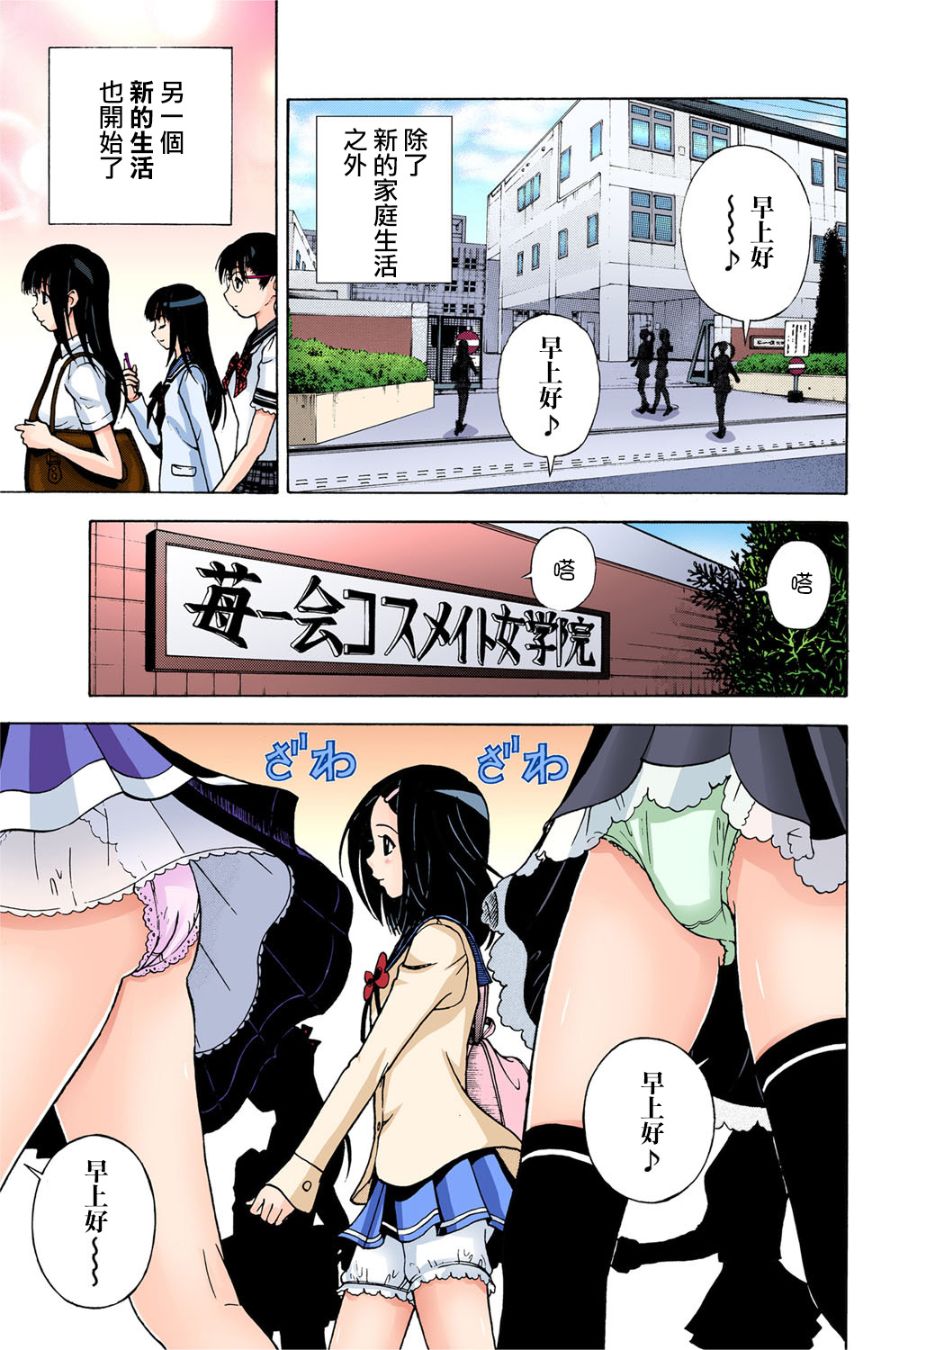 除了
新的家庭生活
之外
早上好～～♪
早上好♪
另一個
新的生活
也開始了
嗒
嗒
苺一会コスメイト女学院
ざわ
ざわ
早上好♪
早上好～～